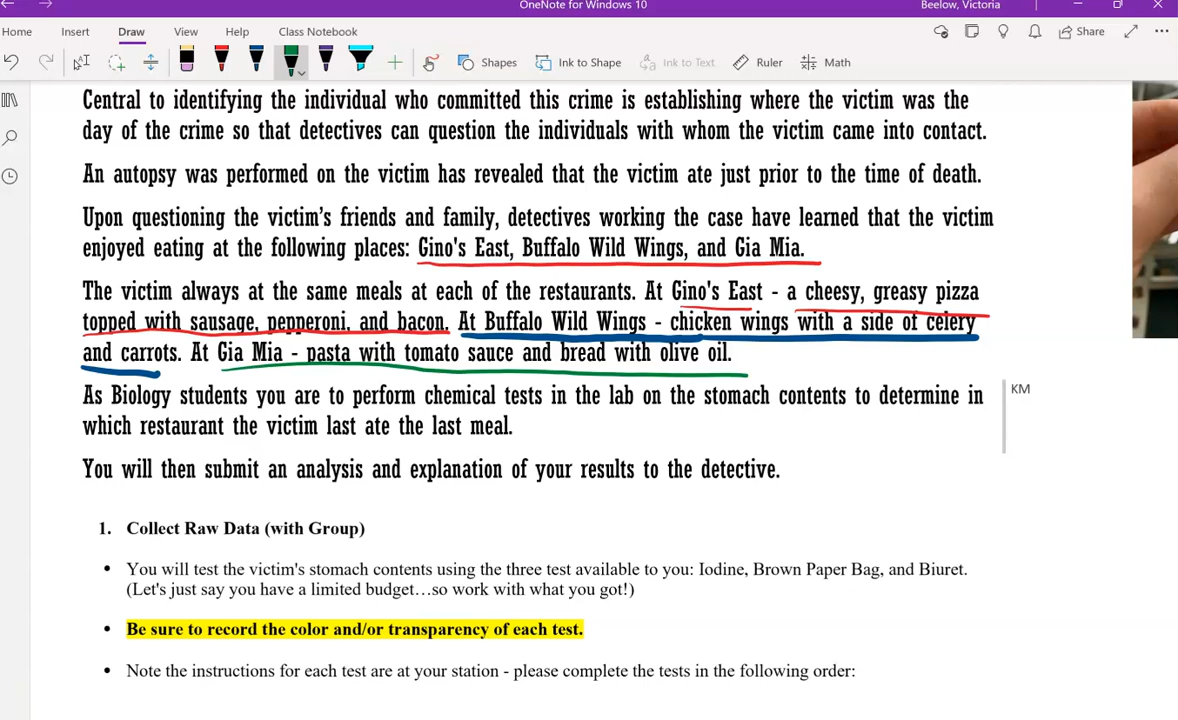 OneNote for Windows 10
Beelow, Victoria
Home Insert Draw View Help Class Notebook
Share
Shapes Ink to Shape Ink to Text Ruler Math
Central to identifying the individual who committed this crime is establishing where the victim was the
day of the crime so that detectives can question the individuals with whom the victim came into contact.
An autopsy was performed on the victim has revealed that the victim ate just prior to the time of death.
Upon questioning the victim's friends and family, detectives working the case have learned that the victim
enjoyed eating at the following places: Gino's East, Buffalo Wild Wings, and Gia Mia.
The victim always at the same meals at each of the restaurants. At Gino's East - a cheesy, greasy pizza
topped with sausage, pepperoni, and bacon. At Buffalo Wild Wings - chicken wings with a side of celery
and carrots. At Gia Mia - pasta with tomato sauce and bread with olive oil.
As Biology students you are to perform chemical tests in the lab on the stomach contents to determine in
which restaurant the victim last ate the last meal.
KM
You will then submit an analysis and explanation of your results to the detective.
1. Collect Raw Data (with Group)
• You will test the victim's stomach contents using the three test available to you: Iodine, Brown Paper Bag, and Biuret.
(Let's just say you have a limited budget…so work with what you got!)
• Be sure to record the color and/or transparency of each test.
• Note the instructions for each test are at your station - please complete the tests in the following order: